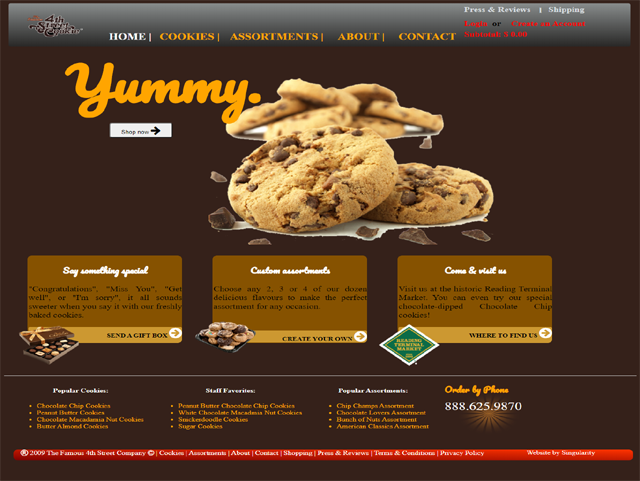 4th Street Cookies
Press & Reviews | Shipping
Login or Create an account
Subtotal: $ 0.00
HOME | COOKIES | ASSORTMENTS | ABOUT | CONTACT
Yummy.
Shop now
Say something special
"Congratulations", "Miss You", "Get
well", or "I'm sorry", it all sounds
sweeter when you say it with our freshly
baked cookies.
SEND A GIFT BOX
Custom assortments
Choose any 2, 3 or 4 of our dozen
delicious flavours to make the perfect
assortment for any occasion.
CREATE YOUR OWN
Come & visit us
Visit us at the historic Reading Terminal
Market. You can even try our special
chocolate-dipped Chocolate Chip
cookies!
READING
TERMINAL
MARKET
WHERE TO FIND US
Popular Cookies:
Chocolate Chip Cookies
Peanut Butter Cookies
Chocolate Macadamia Nut Cookies
Butter Almond Cookies
Staff Favorites:
Peanut Butter Chocolate Chip Cookies
White Chocolate Macadamia Nut Cookies
Snickerdoodle Cookies
Sugar Cookies
Popular Assortments:
Chip Champs Assortment
Chocolate Lovers Assortment
Bunch of Nuts Assortment
American Classics Assortment
Order by Phone
888.625.9870
® 2009 The Famous 4th Street Company © | Cookies | Assortments | About | Contact | Shopping | Press & Reviews | Terms & Conditions | Privacy Policy
Website by Singularity